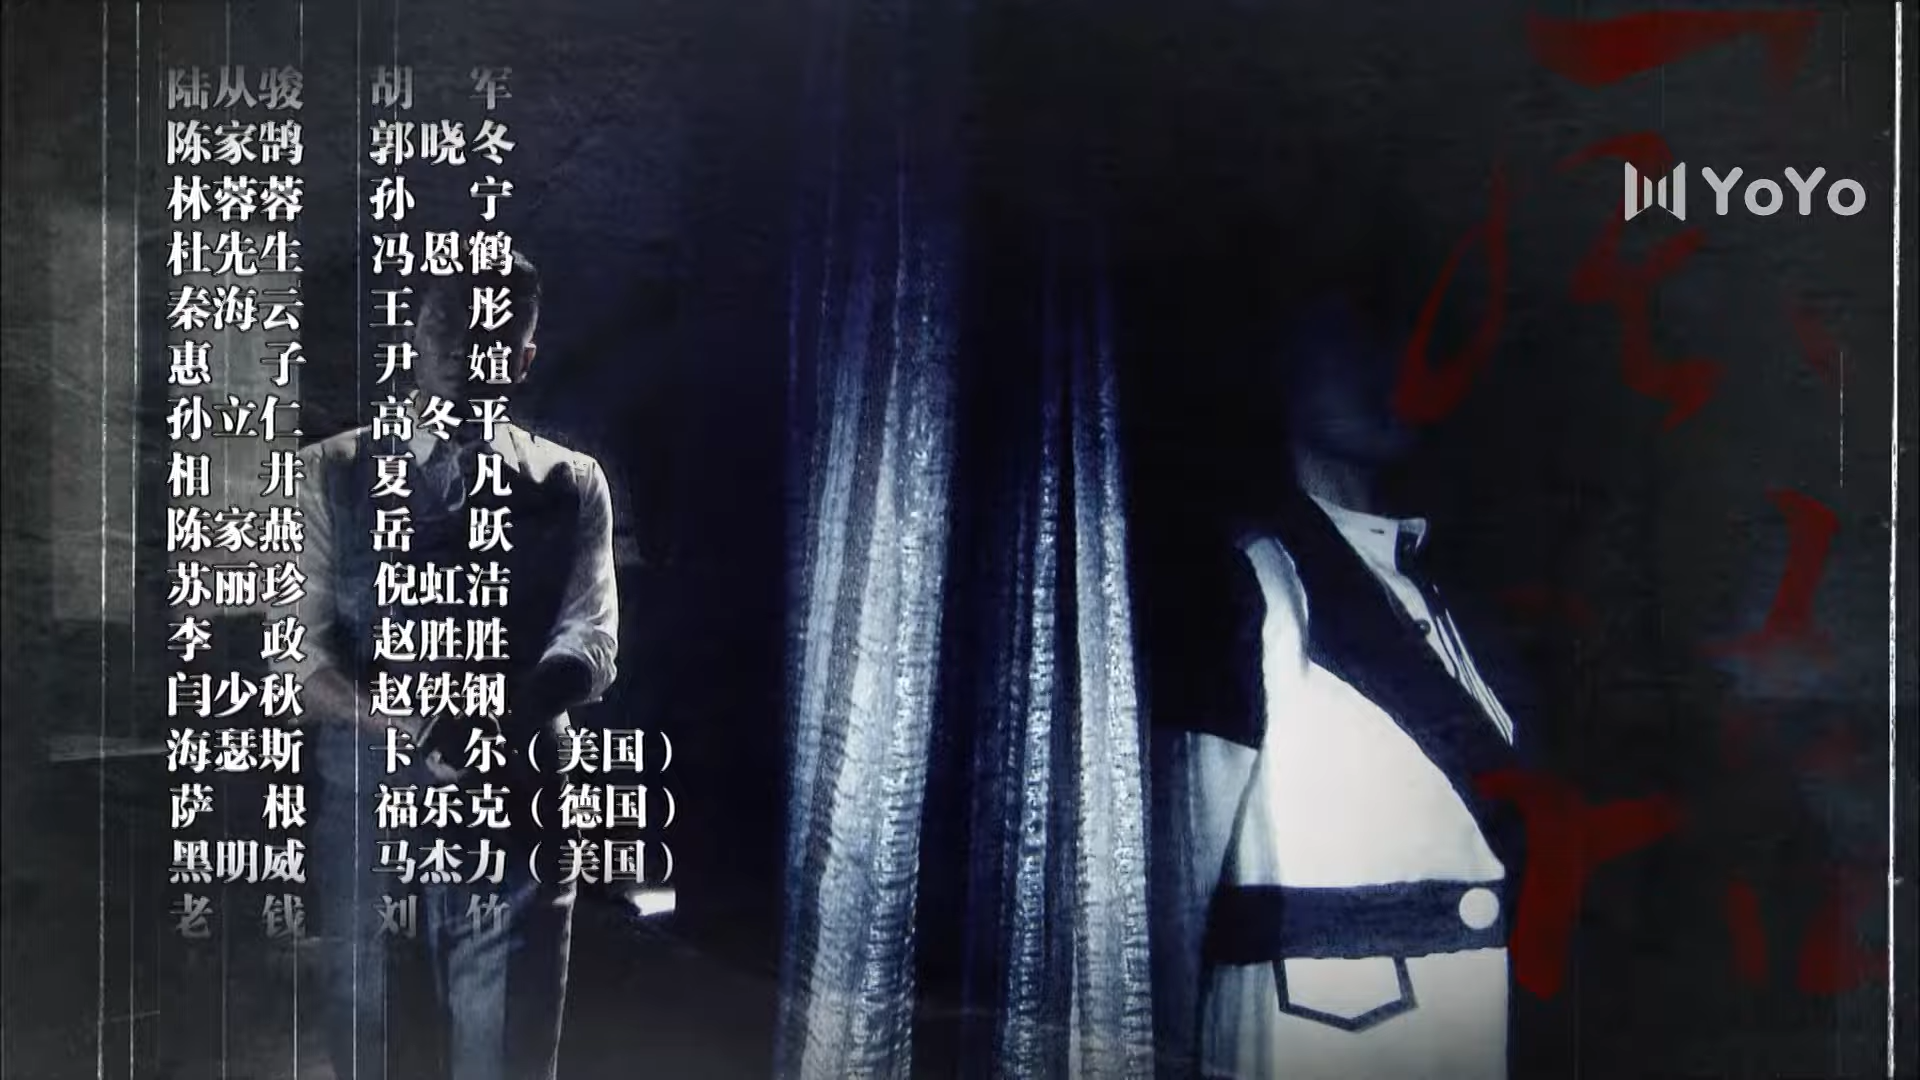 陆从骏 胡军
陈家鹄 郭晓冬
林蓉蓉 孙宁
杜先生 冯恩鹤
秦海云 王彤
惠子 尹媗
孙立仁 高冬平
相井 夏凡
陈家燕 岳跃
苏丽珍 倪虹洁
李政 赵胜胜
闫少秋 赵铁钢
海瑟斯 卡尔（美国）
萨根 福乐克（德国）
黑明威 马杰力（美国）
老钱 刘竹
YoYo